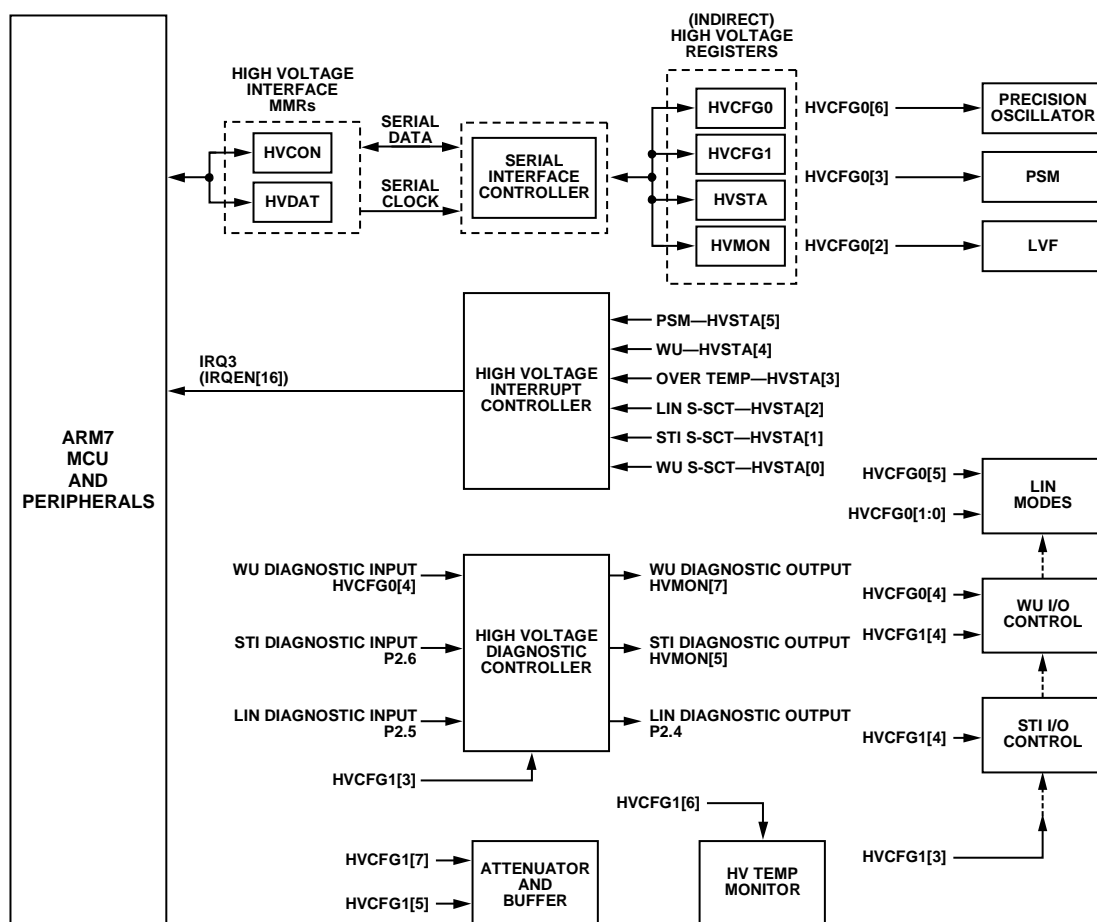 (INDIRECT)
HIGH VOLTAGE
REGISTERS
HIGH VOLTAGE
INTERFACE
MMRs
HVCON
HVDAT
SERIAL
DATA
SERIAL
CLOCK
SERIAL
INTERFACE
CONTROLLER
HVCFG0
HVCFG1
HVSTA
HVMON
HVCFG0[6]
PRECISION
OSCILLATOR
HVCFG0[3]
PSM
HVCFG0[2]
LVF
ARM7
MCU
AND
PERIPHERALS
IRQ3
(IRQEN[16])
HIGH VOLTAGE
INTERRUPT
CONTROLLER
PSM—HVSTA[5]
WU—HVSTA[4]
OVER TEMP—HVSTA[3]
LIN S-SCT—HVSTA[2]
STI S-SCT—HVSTA[1]
WU S-SCT—HVSTA[0]
HVCFG0[5]
HVCFG0[1:0]
LIN
MODES
WU DIAGNOSTIC INPUT
HVCFG0[4]
STI DIAGNOSTIC INPUT
P2.6
LIN DIAGNOSTIC INPUT
P2.5
HVCFG1[3]
HIGH VOLTAGE
DIAGNOSTIC
CONTROLLER
WU DIAGNOSTIC OUTPUT
HVMON[7]
STI DIAGNOSTIC OUTPUT
HVMON[5]
LIN DIAGNOSTIC OUTPUT
P2.4
HVCFG0[4]
HVCFG1[4]
WU I/O
CONTROL
HVCFG1[4]
STI I/O
CONTROL
HVCFG1[3]
HVCFG1[7]
HVCFG1[5]
ATTENUATOR
AND
BUFFER
HVCFG1[6]
HV TEMP
MONITOR